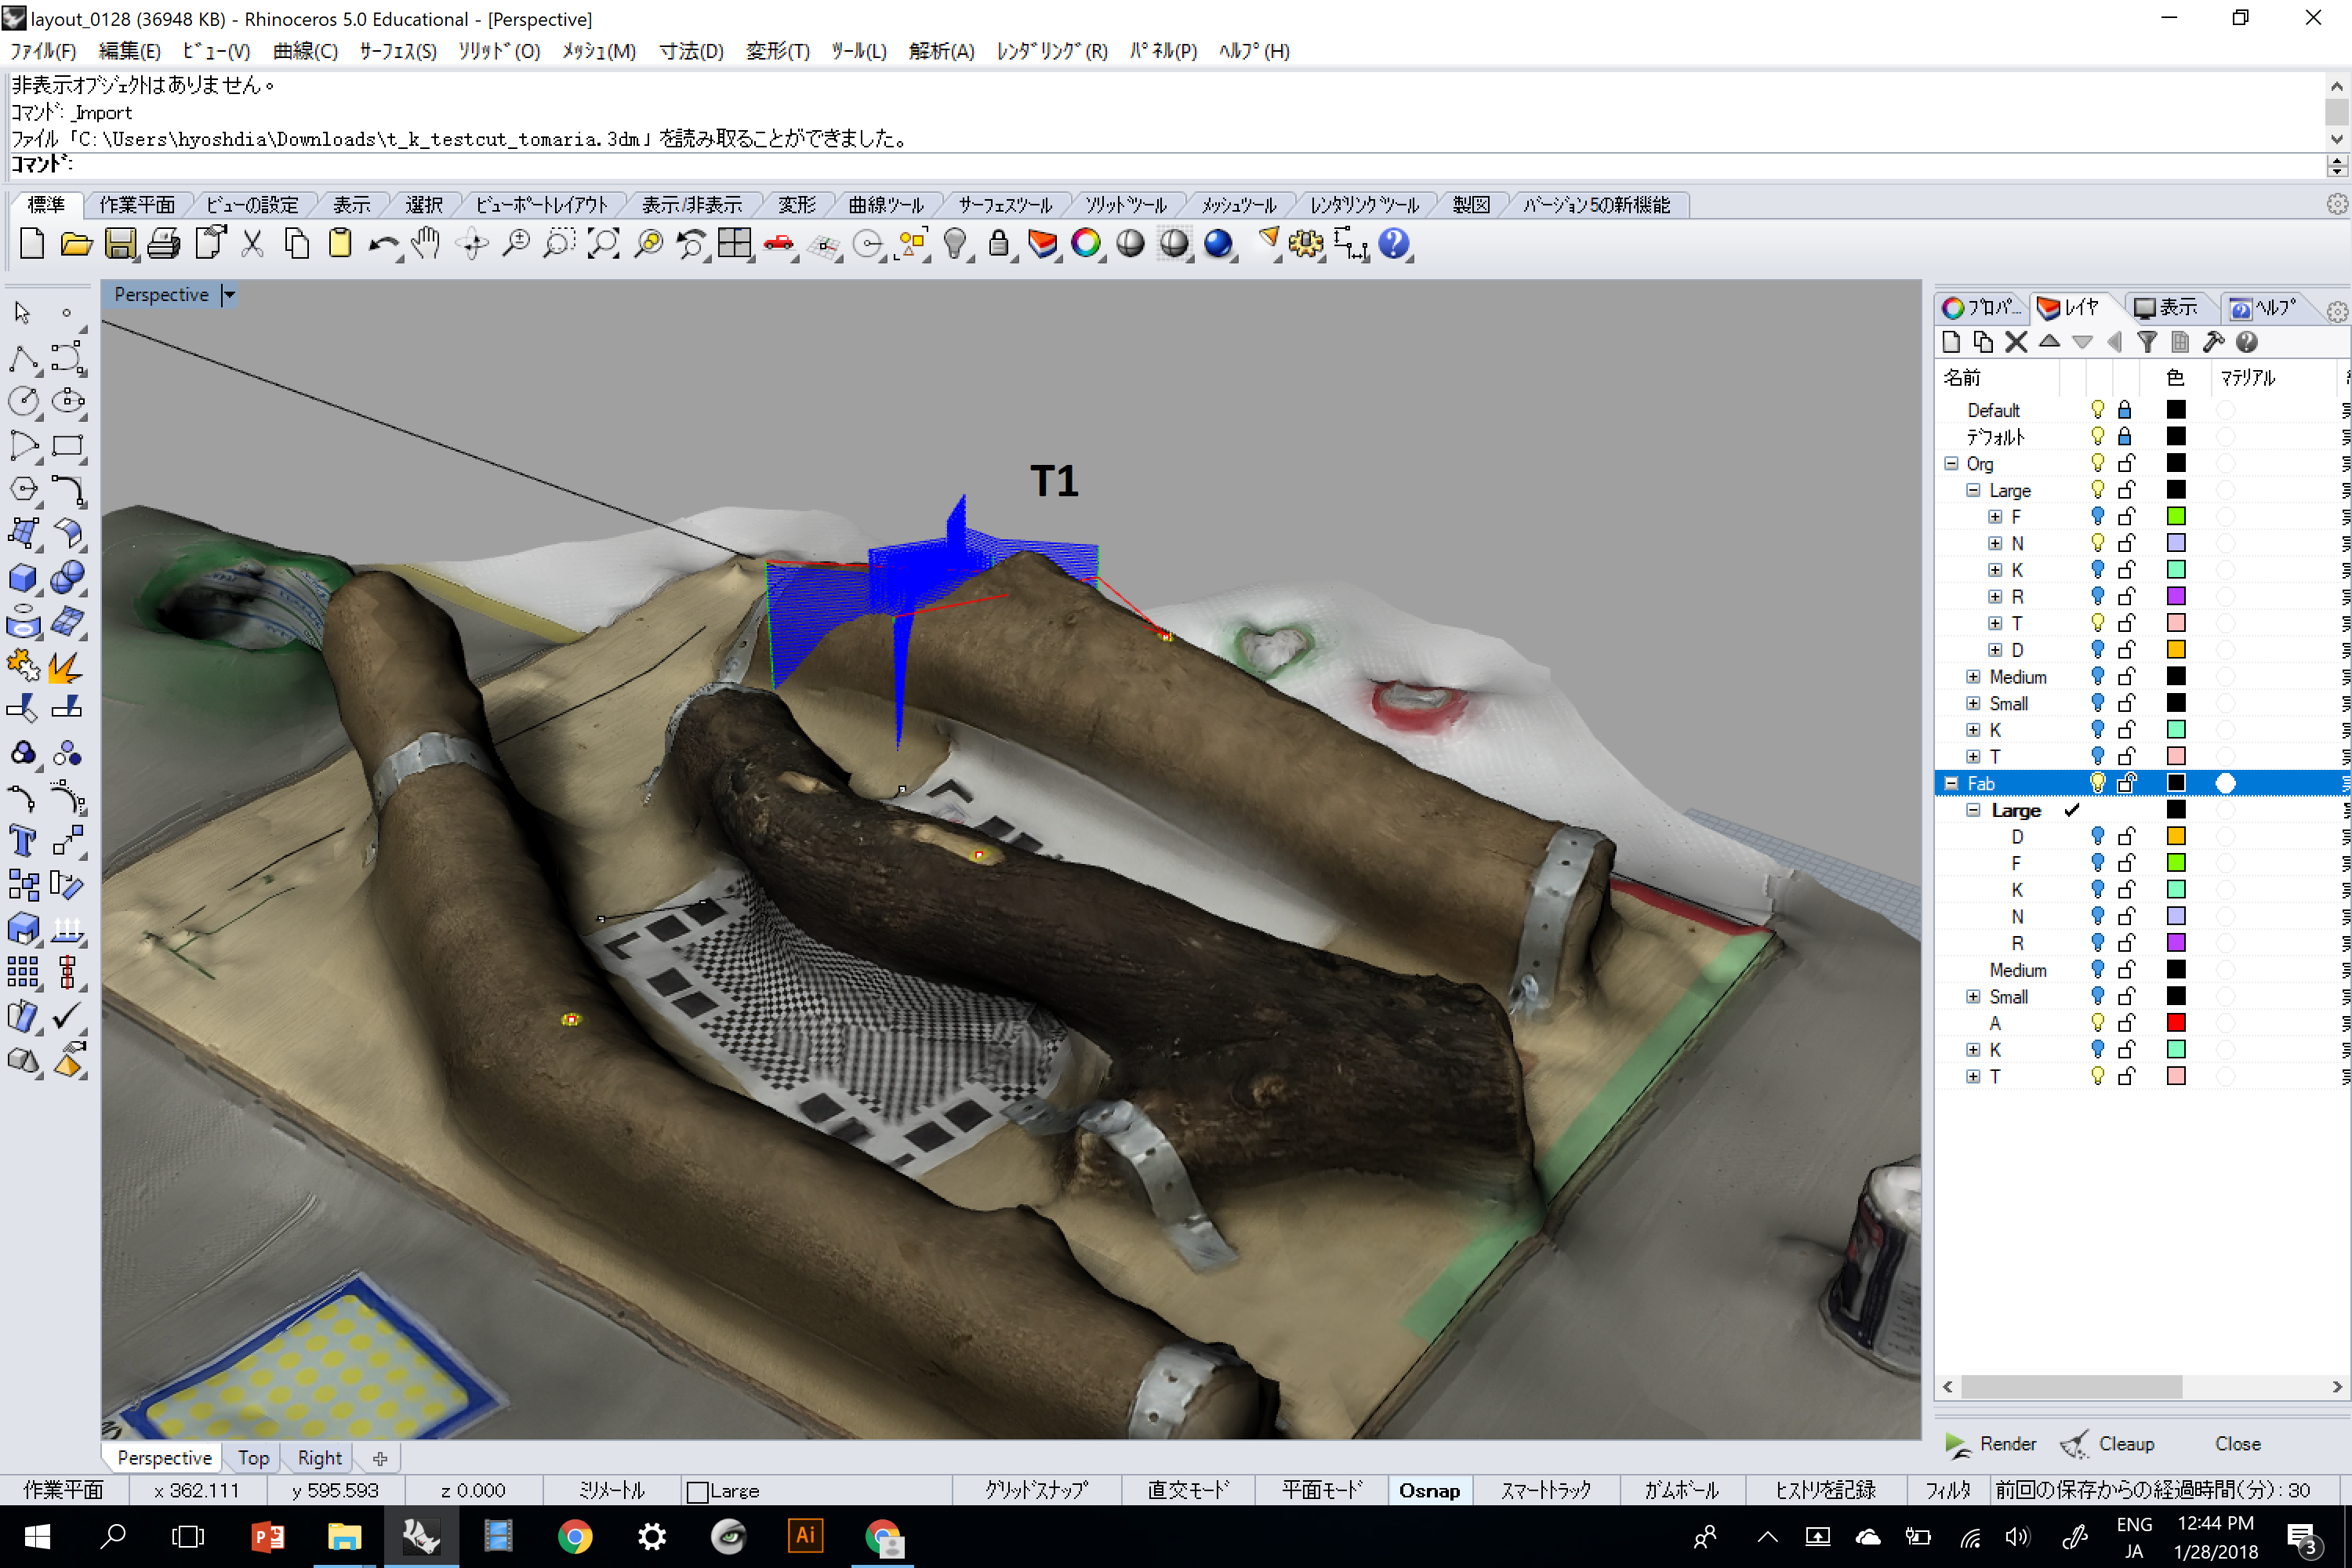 layout_0128 (36948 KB) - Rhinoceros 5.0 Educational - [Perspective]
ﾌｧｲﾙ(F) 編集(E) ﾋﾞｭｰ(V) 曲線(C) ｻｰﾌｪｽ(S) ｿﾘｯﾄﾞ(O) ﾒｯｼｭ(M) 寸法(D) 変形(T) ﾂｰﾙ(L) 解析(A) ﾚﾝﾀﾞﾘﾝｸﾞ(R) ﾊﾟﾈﾙ(P) ﾍﾙﾌﾟ(H)
非表示ｵﾌﾞｼﾞｪｸﾄはありません。
ｺﾏﾝﾄﾞ: _Import
ﾌｧｲﾙ「C:\Users\hyoshdia\Downloads\t_k_testcut_tomaria.3dm」を読み取ることができました。
ｺﾏﾝﾄﾞ:
標準 作業平面 ﾋﾞｭｰの設定 表示 選択 ﾋﾞｭｰﾎﾟｰﾄﾚｲｱｳﾄ 表示/非表示 変形 曲線ﾂｰﾙ ｻｰﾌｪｽﾂｰﾙ ｿﾘｯﾄﾞﾂｰﾙ ﾒｯｼｭﾂｰﾙ ﾚﾝﾀﾞﾘﾝｸﾞﾂｰﾙ 製図 ﾊﾞｰｼﾞｮﾝ5の新機能
Perspective
T1
ﾌﾟﾛﾊﾟ... ﾚｲﾔ 表示 ﾍﾙﾌﾟ
名前 色 ﾏﾃﾘｱﾙ
Default
ﾃﾞﾌｫﾙﾄ
Org
Large
F
N
K
R
T
D
Medium
Small
K
T
Fab
Large
D
F
K
N
R
Medium
Small
A
K
T
Render Cleaup Close
Perspective Top Right
作業平面 x 362.111 y 595.593 z 0.000 ﾐﾘﾒｰﾄﾙ Large ｸﾞﾘｯﾄﾞｽﾅｯﾌﾟ 直交ﾓｰﾄﾞ 平面ﾓｰﾄﾞ Osnap ｽﾏｰﾄﾄﾗｯｸ ｶﾞﾑﾎﾞｰﾙ ﾋｽﾄﾘを記録 ﾌｨﾙﾀ 前回の保存からの経過時間(分): 30
Ai
ENG 12:44 PM
JA 1/28/2018
3